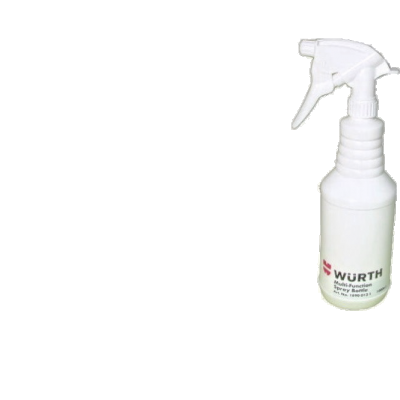 WÜRTH
Multi-Function
Spray Bottle